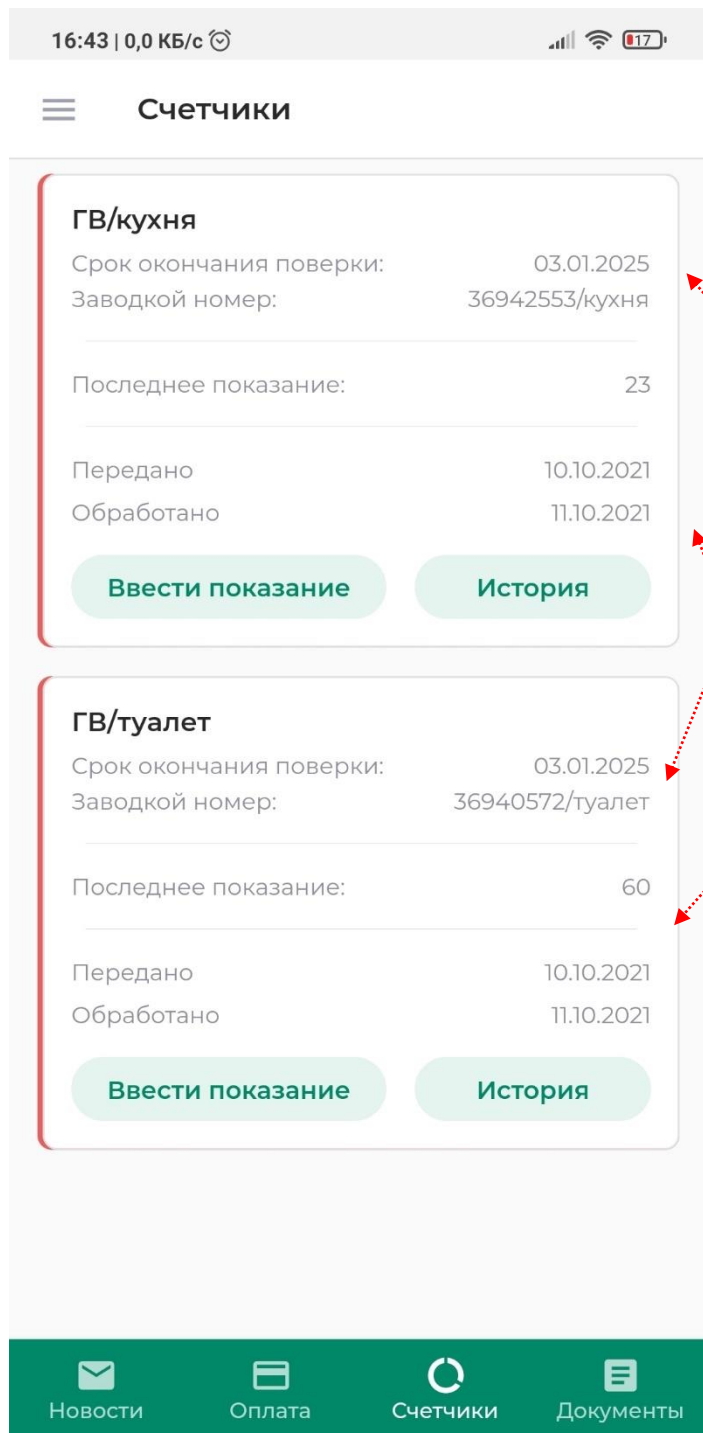 16:43 | 0,0 КБ/с 17
Счетчики
ГВ/кухня
Срок окончания поверки: 03.01.2025
Заводкой номер: 36942553/кухня
Последнее показание: 23
Передано 10.10.2021
Обработано 11.10.2021
Ввести показание История
ГВ/туалет
Срок окончания поверки: 03.01.2025
Заводкой номер: 36940572/туалет
Последнее показание: 60
Передано 10.10.2021
Обработано 11.10.2021
Ввести показание История
Новости Оплата Счетчики Документы